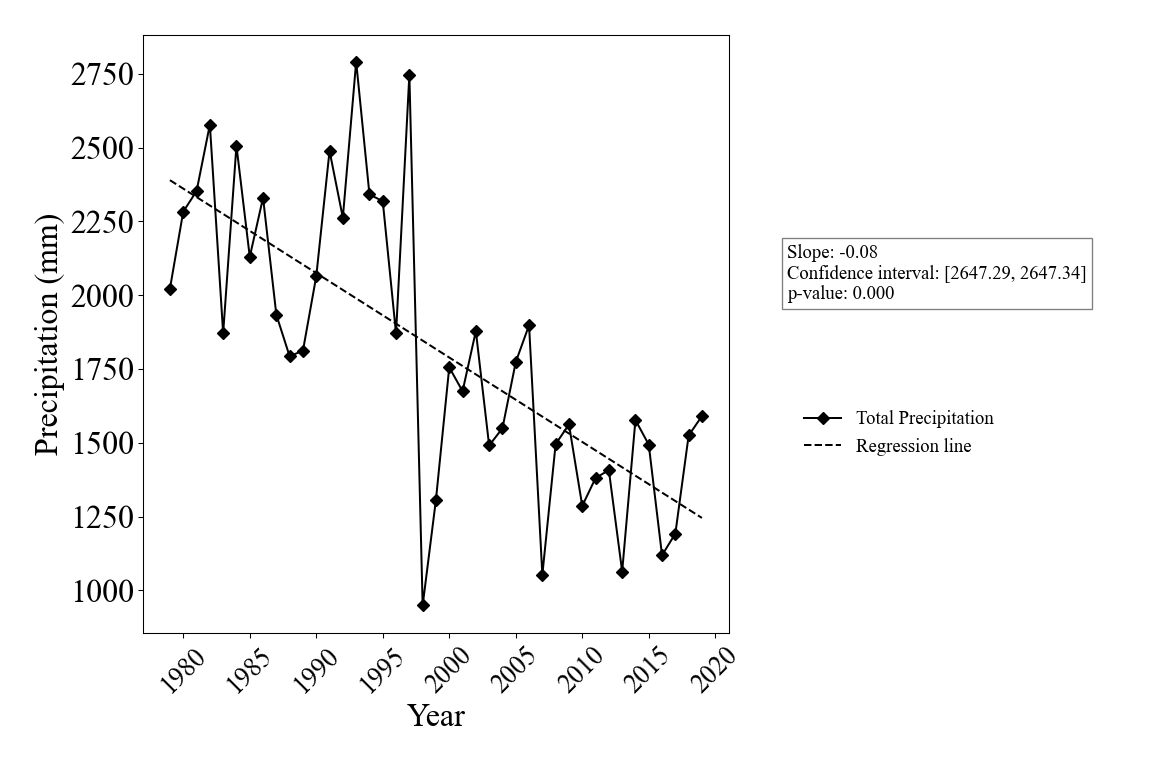 2750
2500
2250
2000
1750
1500
1250
1000
Precipitation (mm)
1980 1985 1990 1995 2000 2005 2010 2015 2020
Year
Slope: -0.08
Confidence interval: [2647.29, 2647.34]
p-value: 0.000
Total Precipitation
Regression line